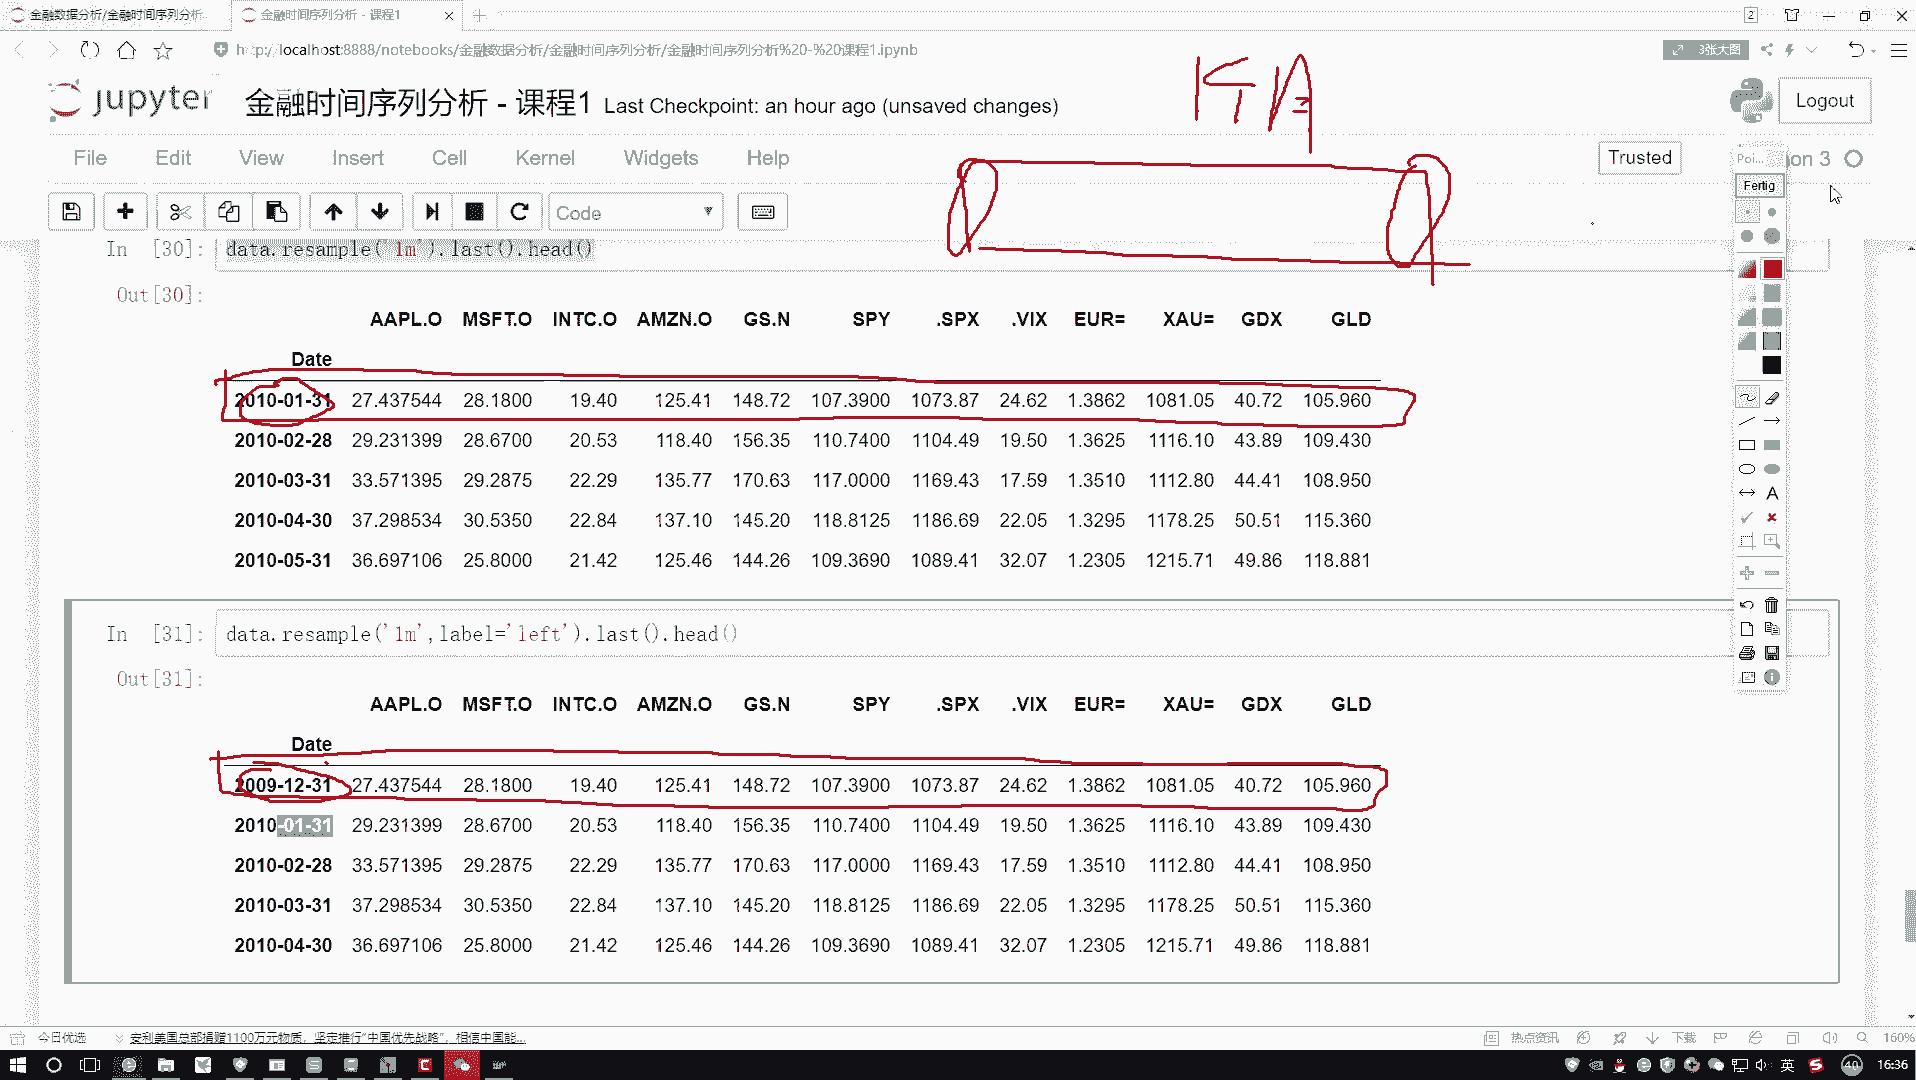 金融数据分析/金融时间序列分析 金融时间序列分析 - 课程1 2
http://localhost:8888/notebooks/金融数据分析/金融时间序列分析/金融时间序列分析%20-%20课程1.ipynb 3张大图
jupyter 金融时间序列分析 - 课程1 Last Checkpoint: an hour ago (unsaved changes) Logout
File Edit View Insert Cell Kernel Widgets Help Trusted Poi... on 3
Fertig
Code
In [30]: data.resample('1m').last().head()
Out[30]:
AAPL.O MSFT.O INTC.O AMZN.O GS.N SPY .SPX .VIX EUR= XAU= GDX GLD
Date
2010-01-31 27.437544 28.1800 19.40 125.41 148.72 107.3900 1073.87 24.62 1.3862 1081.05 40.72 105.960
2010-02-28 29.231399 28.6700 20.53 118.40 156.35 110.7400 1104.49 19.50 1.3625 1116.10 43.89 109.430
2010-03-31 33.571395 29.2875 22.29 135.77 170.63 117.0000 1169.43 17.59 1.3510 1112.80 44.41 108.950
2010-04-30 37.298534 30.5350 22.84 137.10 145.20 118.8125 1186.69 22.05 1.3295 1178.25 50.51 115.360
2010-05-31 36.697106 25.8000 21.42 125.46 144.26 109.3690 1089.41 32.07 1.2305 1215.71 49.86 118.881
In [31]: data.resample('1m',label='left').last().head()
Out[31]:
AAPL.O MSFT.O INTC.O AMZN.O GS.N SPY .SPX .VIX EUR= XAU= GDX GLD
Date
2009-12-31 27.437544 28.1800 19.40 125.41 148.72 107.3900 1073.87 24.62 1.3862 1081.05 40.72 105.960
2010-01-31 29.231399 28.6700 20.53 118.40 156.35 110.7400 1104.49 19.50 1.3625 1116.10 43.89 109.430
2010-02-28 33.571395 29.2875 22.29 135.77 170.63 117.0000 1169.43 17.59 1.3510 1112.80 44.41 108.950
2010-03-31 37.298534 30.5350 22.84 137.10 145.20 118.8125 1186.69 22.05 1.3295 1178.25 50.51 115.360
2010-04-30 36.697106 25.8000 21.42 125.46 144.26 109.3690 1089.41 32.07 1.2305 1215.71 49.86 118.881
今日优选 安利美国总部捐赠1100万元物质，坚定推行“中国优先战略”，相信中国能... 热点资讯 下载 160%
英 40 16:36